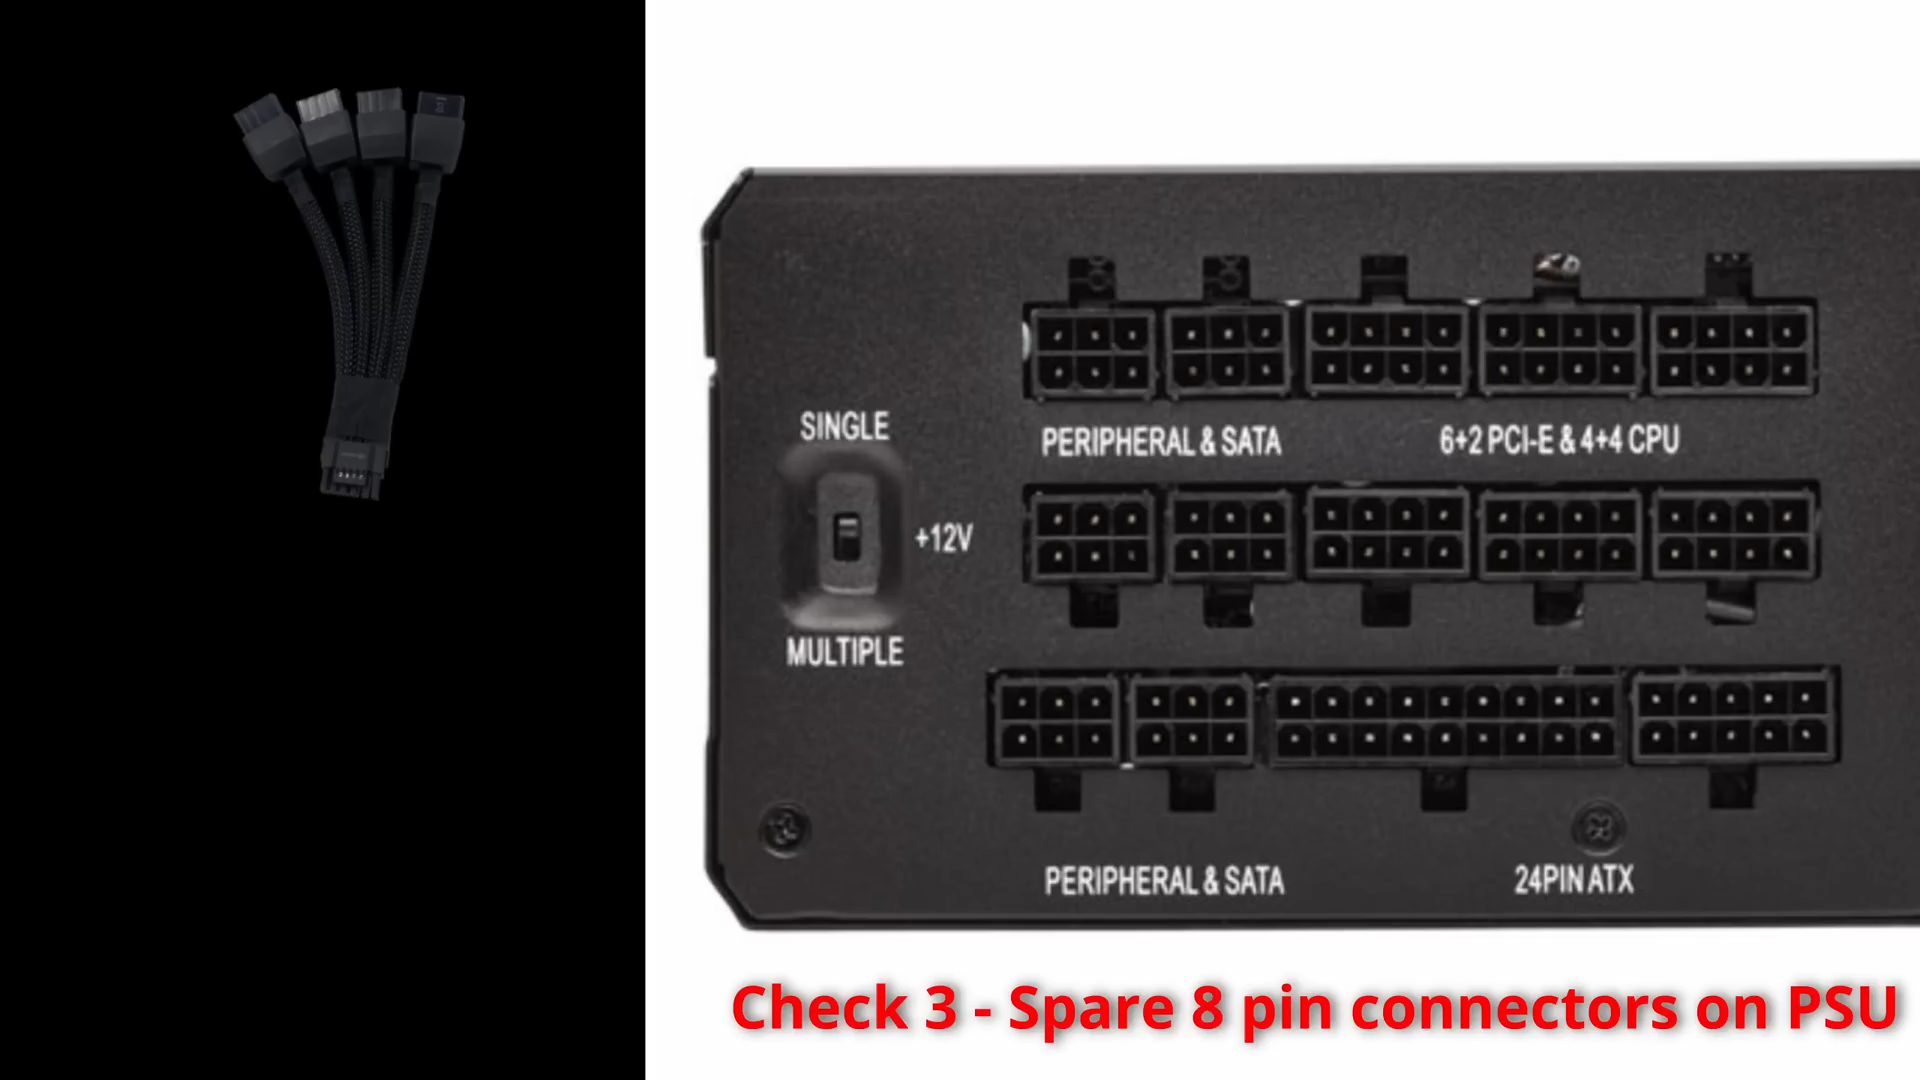 SINGLE
PERIPHERAL & SATA
6+2 PCI-E & 4+4 CPU
+12V
MULTIPLE
PERIPHERAL & SATA
24PIN ATX
Check 3 - Spare 8 pin connectors on PSU